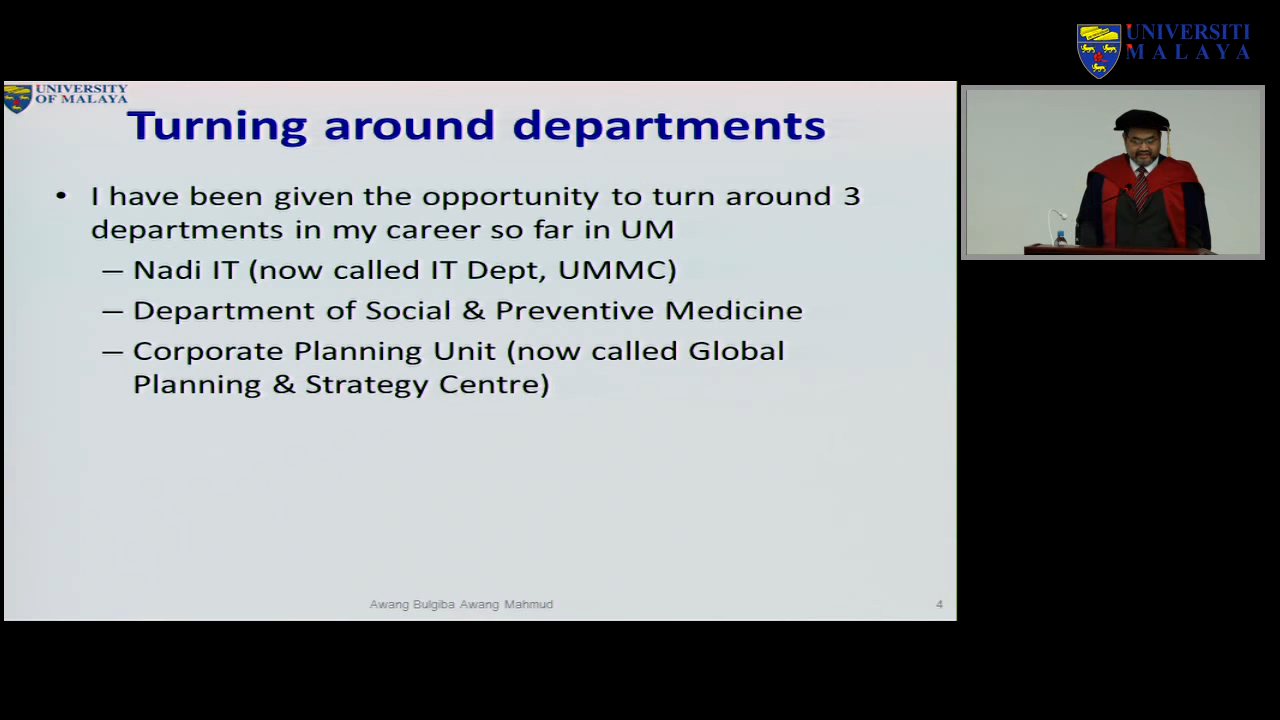 UNIVERSITI
MALAYA
UNIVERSITY
OF MALAYA
Turning around departments
• I have been given the opportunity to turn around 3
departments in my career so far in UM
– Nadi IT (now called IT Dept, UMMC)
– Department of Social & Preventive Medicine
– Corporate Planning Unit (now called Global
Planning & Strategy Centre)
Awang Bulgiba Awang Mahmud
4